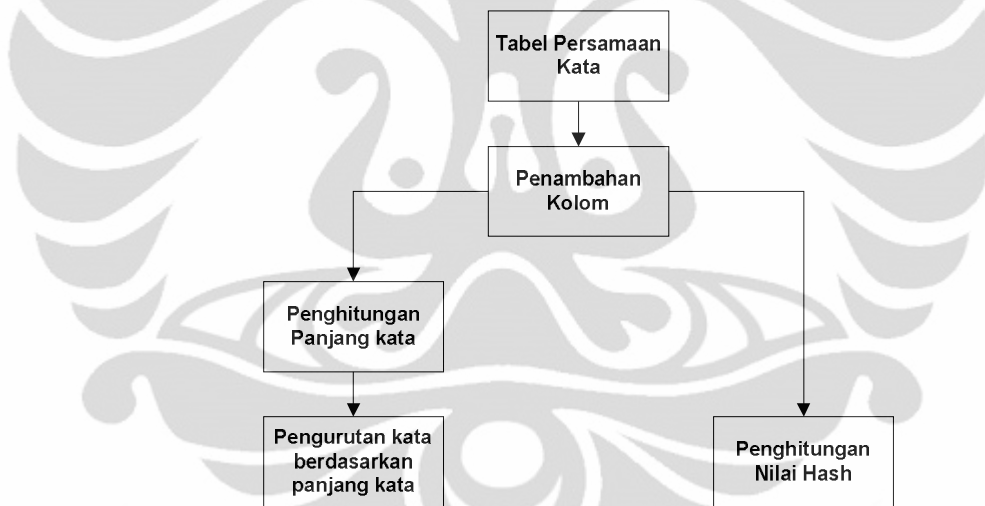 Tabel Persamaan
Kata
Penambahan
Kolom
Penghitungan
Panjang kata
Pengurutan kata
berdasarkan
panjang kata
Penghitungan
Nilai Hash